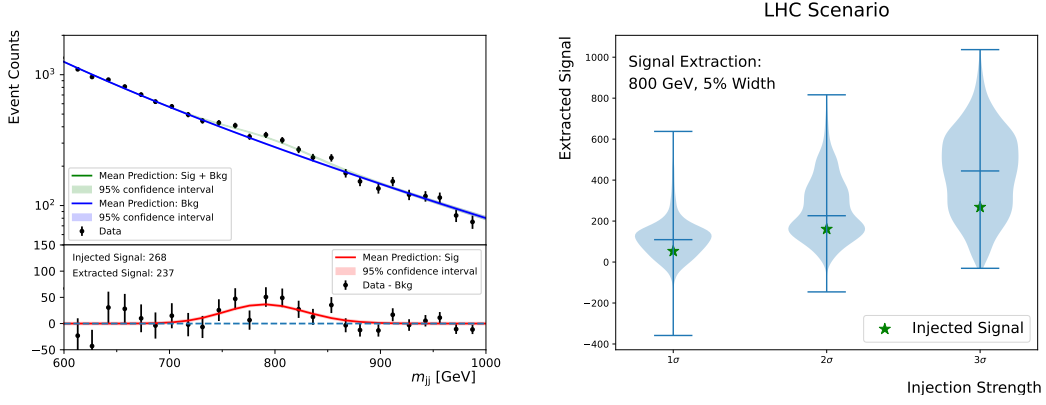 Event Counts
10³
10²
Mean Prediction: Sig + Bkg
95% confidence interval
Mean Prediction: Bkg
95% confidence interval
Data
150
100
50
0
−50
Injected Signal: 268
Extracted Signal: 237
Mean Prediction: Sig
95% confidence interval
Data - Bkg
600 700 800 900 1000
mjj [GeV]
LHC Scenario
Extracted Signal
Signal Extraction:
800 GeV, 5% Width
1000
800
600
400
200
0
−200
−400
Injected Signal
1σ 2σ 3σ
Injection Strength